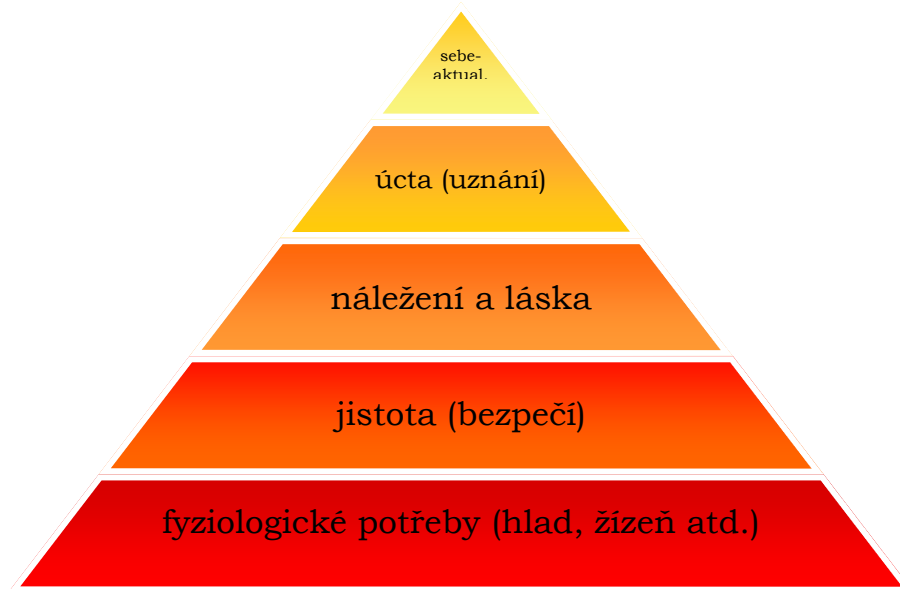 sebe-
aktual.
úcta (uznání)
náležení a láska
jistota (bezpečí)
fyziologické potřeby (hlad, žízeň atd.)